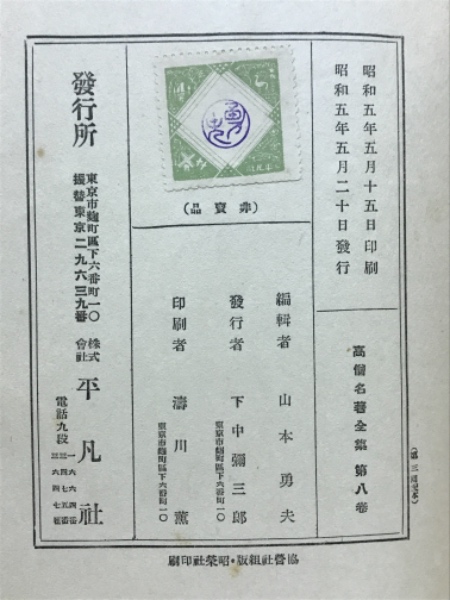 昭和五年五月十五日印刷
昭和五年五月二十日發行
高僧名著全集 第八卷
(非賣品)
編輯者 山本勇夫
發行者 下中彌三郎
東京市麴町區下六番町一〇
印刷者 濤川薰
東京市麴町區下六番町一〇
發行所
東京市麴町區下六番町一〇
振替東京二九六三九番
株式會社 平凡社
電話九段
協營社組版・昭榮社印刷